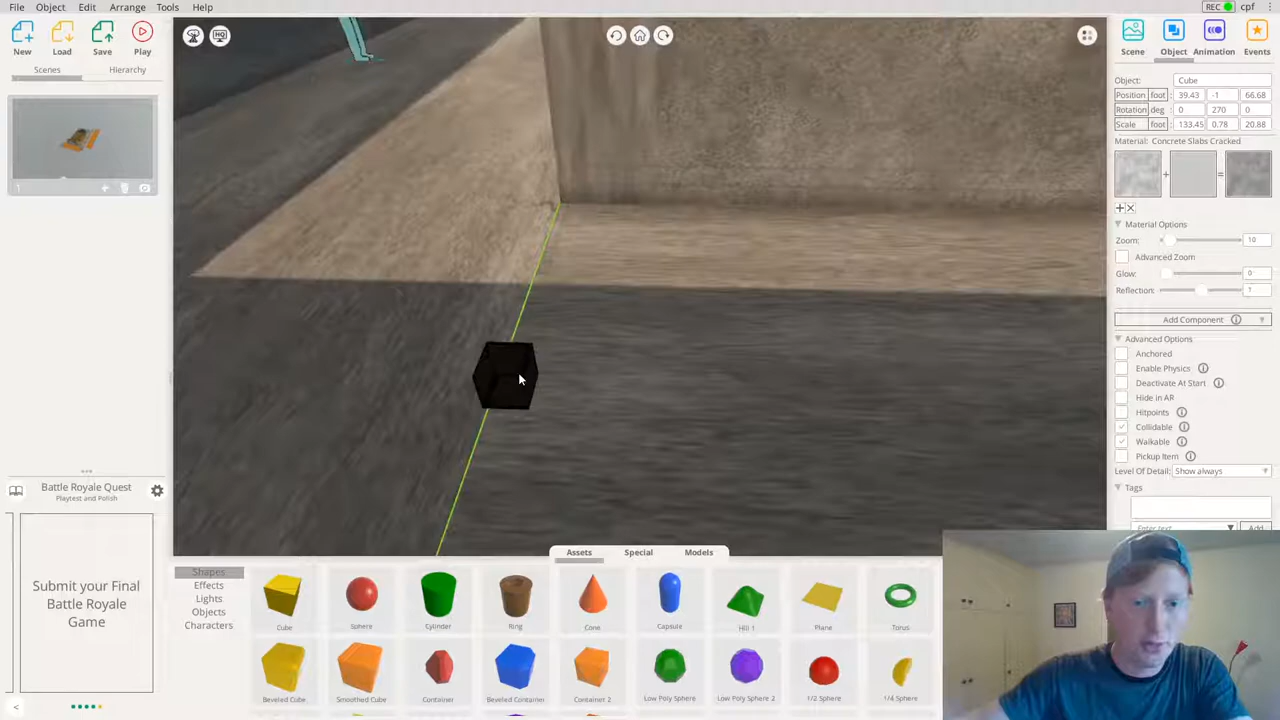 File Object Edit Arrange Tools Help
REC cpf
New Load Save Play
HQ
Scene Object Animation Events
Scenes Hierarchy
1
Object: Cube
Position foot : 39.43 -1 66.68
Rotation deg : 0 270 0
Scale foot : 133.45 0.78 20.88
Material: Concrete Slabs Cracked
+ =
Material Options
Zoom: 10
Advanced Zoom
Glow: 0
Reflection: 1
Add Component
Advanced Options
Anchored
Enable Physics
Deactivate At Start
Hide in AR
Hitpoints
Collidable
Walkable
Pickup Item
Level Of Detail: Show always
Tags
Enter text Add
Battle Royale Quest
Playtest and Polish
Submit your Final
Battle Royale
Game
Assets Special Models
Shapes
Effects
Lights
Objects
Characters
Cube Sphere Cylinder Ring Cone Capsule Hill 1 Plane Torus
Beveled Cube Smoothed Cube Container Beveled Container Container 2 Low Poly Sphere Low Poly Sphere 2 1/2 Sphere 1/4 Sphere